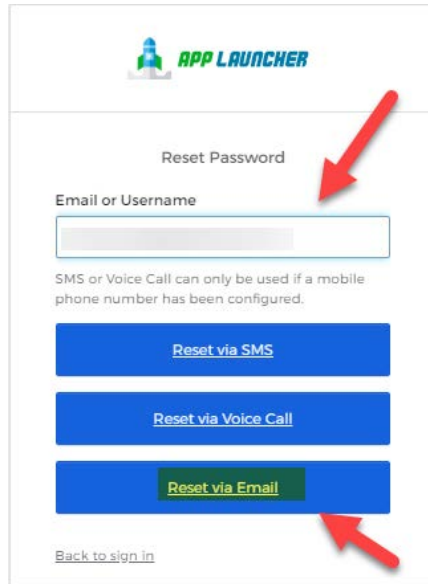 APP LAUNCHER
Reset Password
Email or Username
SMS or Voice Call can only be used if a mobile
phone number has been configured.
Reset via SMS
Reset via Voice Call
Reset via Email
Back to sign in